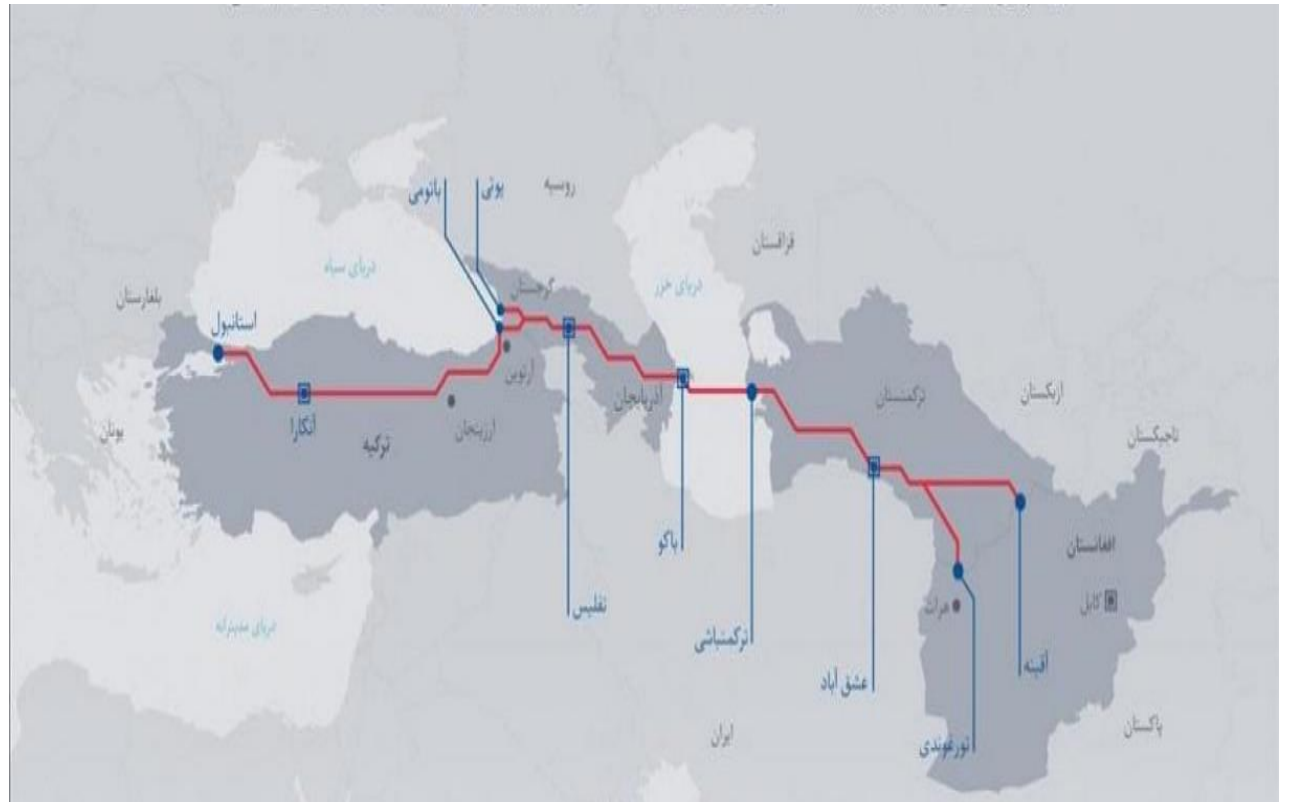 روسیه
پوتی
باتومی
قزاقستان
دریای سیاه
دریای خزر
گرجستان
بلغارستان
استانبول
آرتوین
ترکمنستان
ازبکستان
آذربایجان
آنکارا
ارزینجان
ترکیه
یونان
تاجیکستان
باکو
افغانستان
کابل
هرات
تفلیس
دریای مدیترانه
ترکمنباشی
آقینه
عشق آباد
ایران
تورغوندی
پاکستان